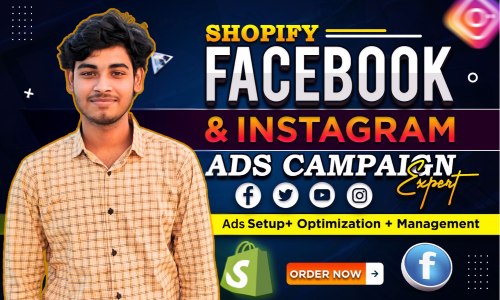 SHOPIFY
FACEBOOK
& INSTAGRAM
ADS CAMPAIGN
Expert
Ads Setup+ Optimization + Management
ORDER NOW